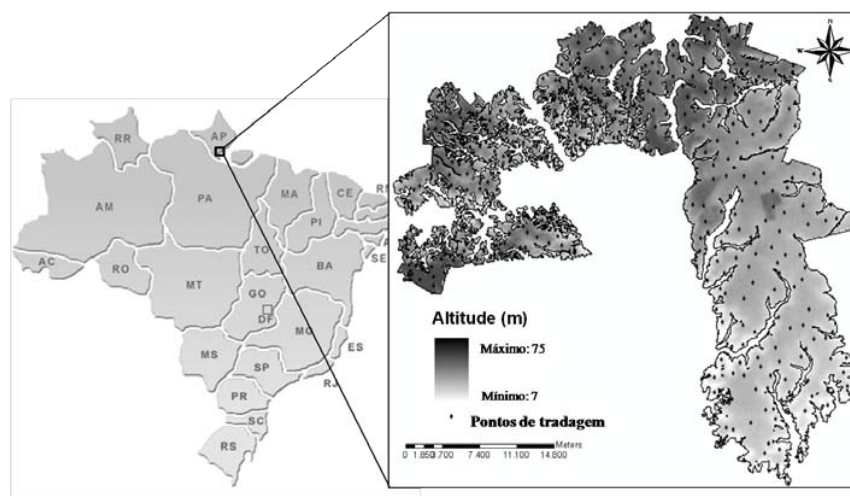 AP
RR
AM
PA
MA
CE
RN
PI
TO
AC
RO
SE
BA
MT
GO
DF
MG
ES
MS
SP
RJ
PR
SC
RS
N
W
Altitude (m)
Máximo: 75
Mínimo: 7
Pontos de tradagem
Meters
0 1.850 3.700 7.400 11.100 14.800